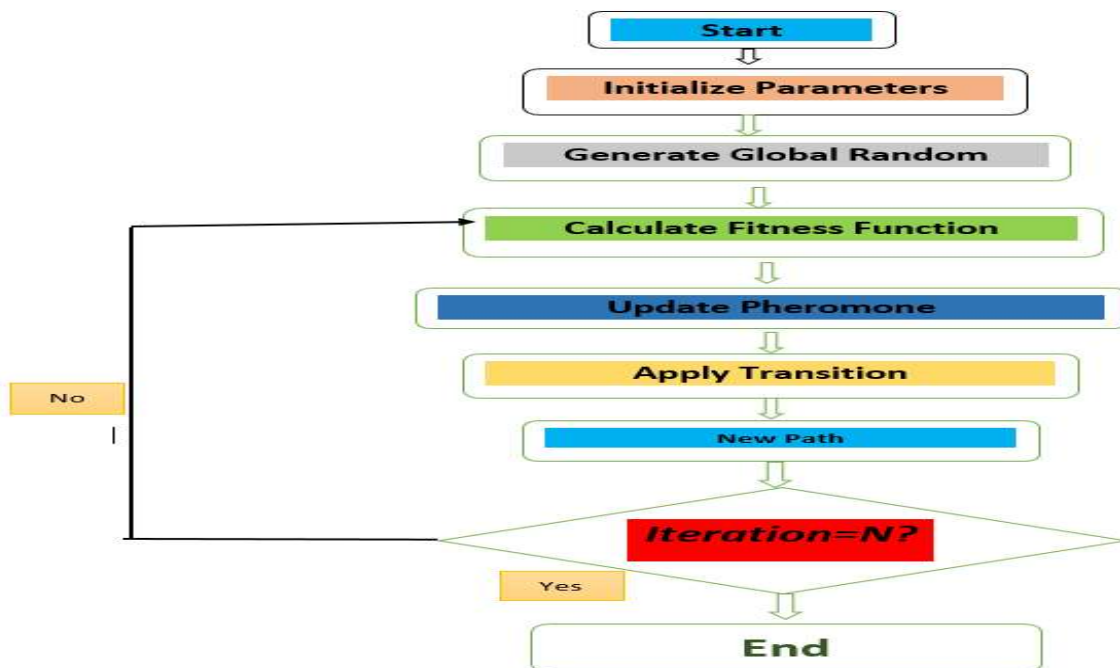 Start
Initialize Parameters
Generate Global Random
Calculate Fitness Function
Update Pheromone
Apply Transition
No
New Path
Iteration=N?
Yes
End